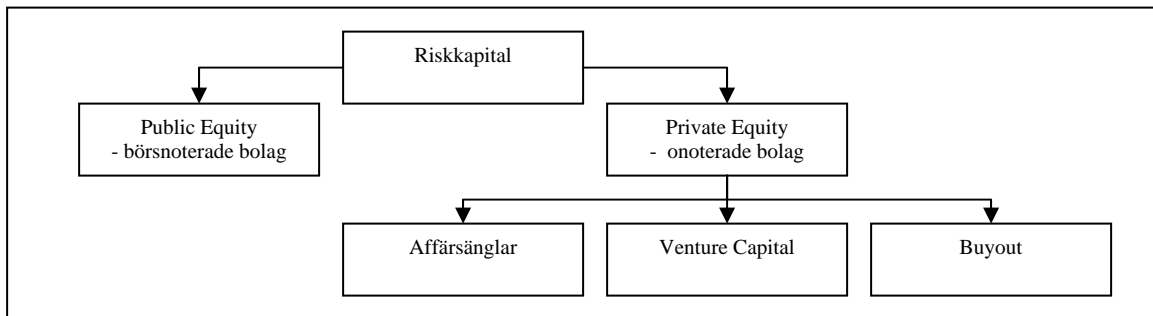 Riskkapital
Public Equity
- börsnoterade bolag
Private Equity
- onoterade bolag
Affärsänglar
Venture Capital
Buyout